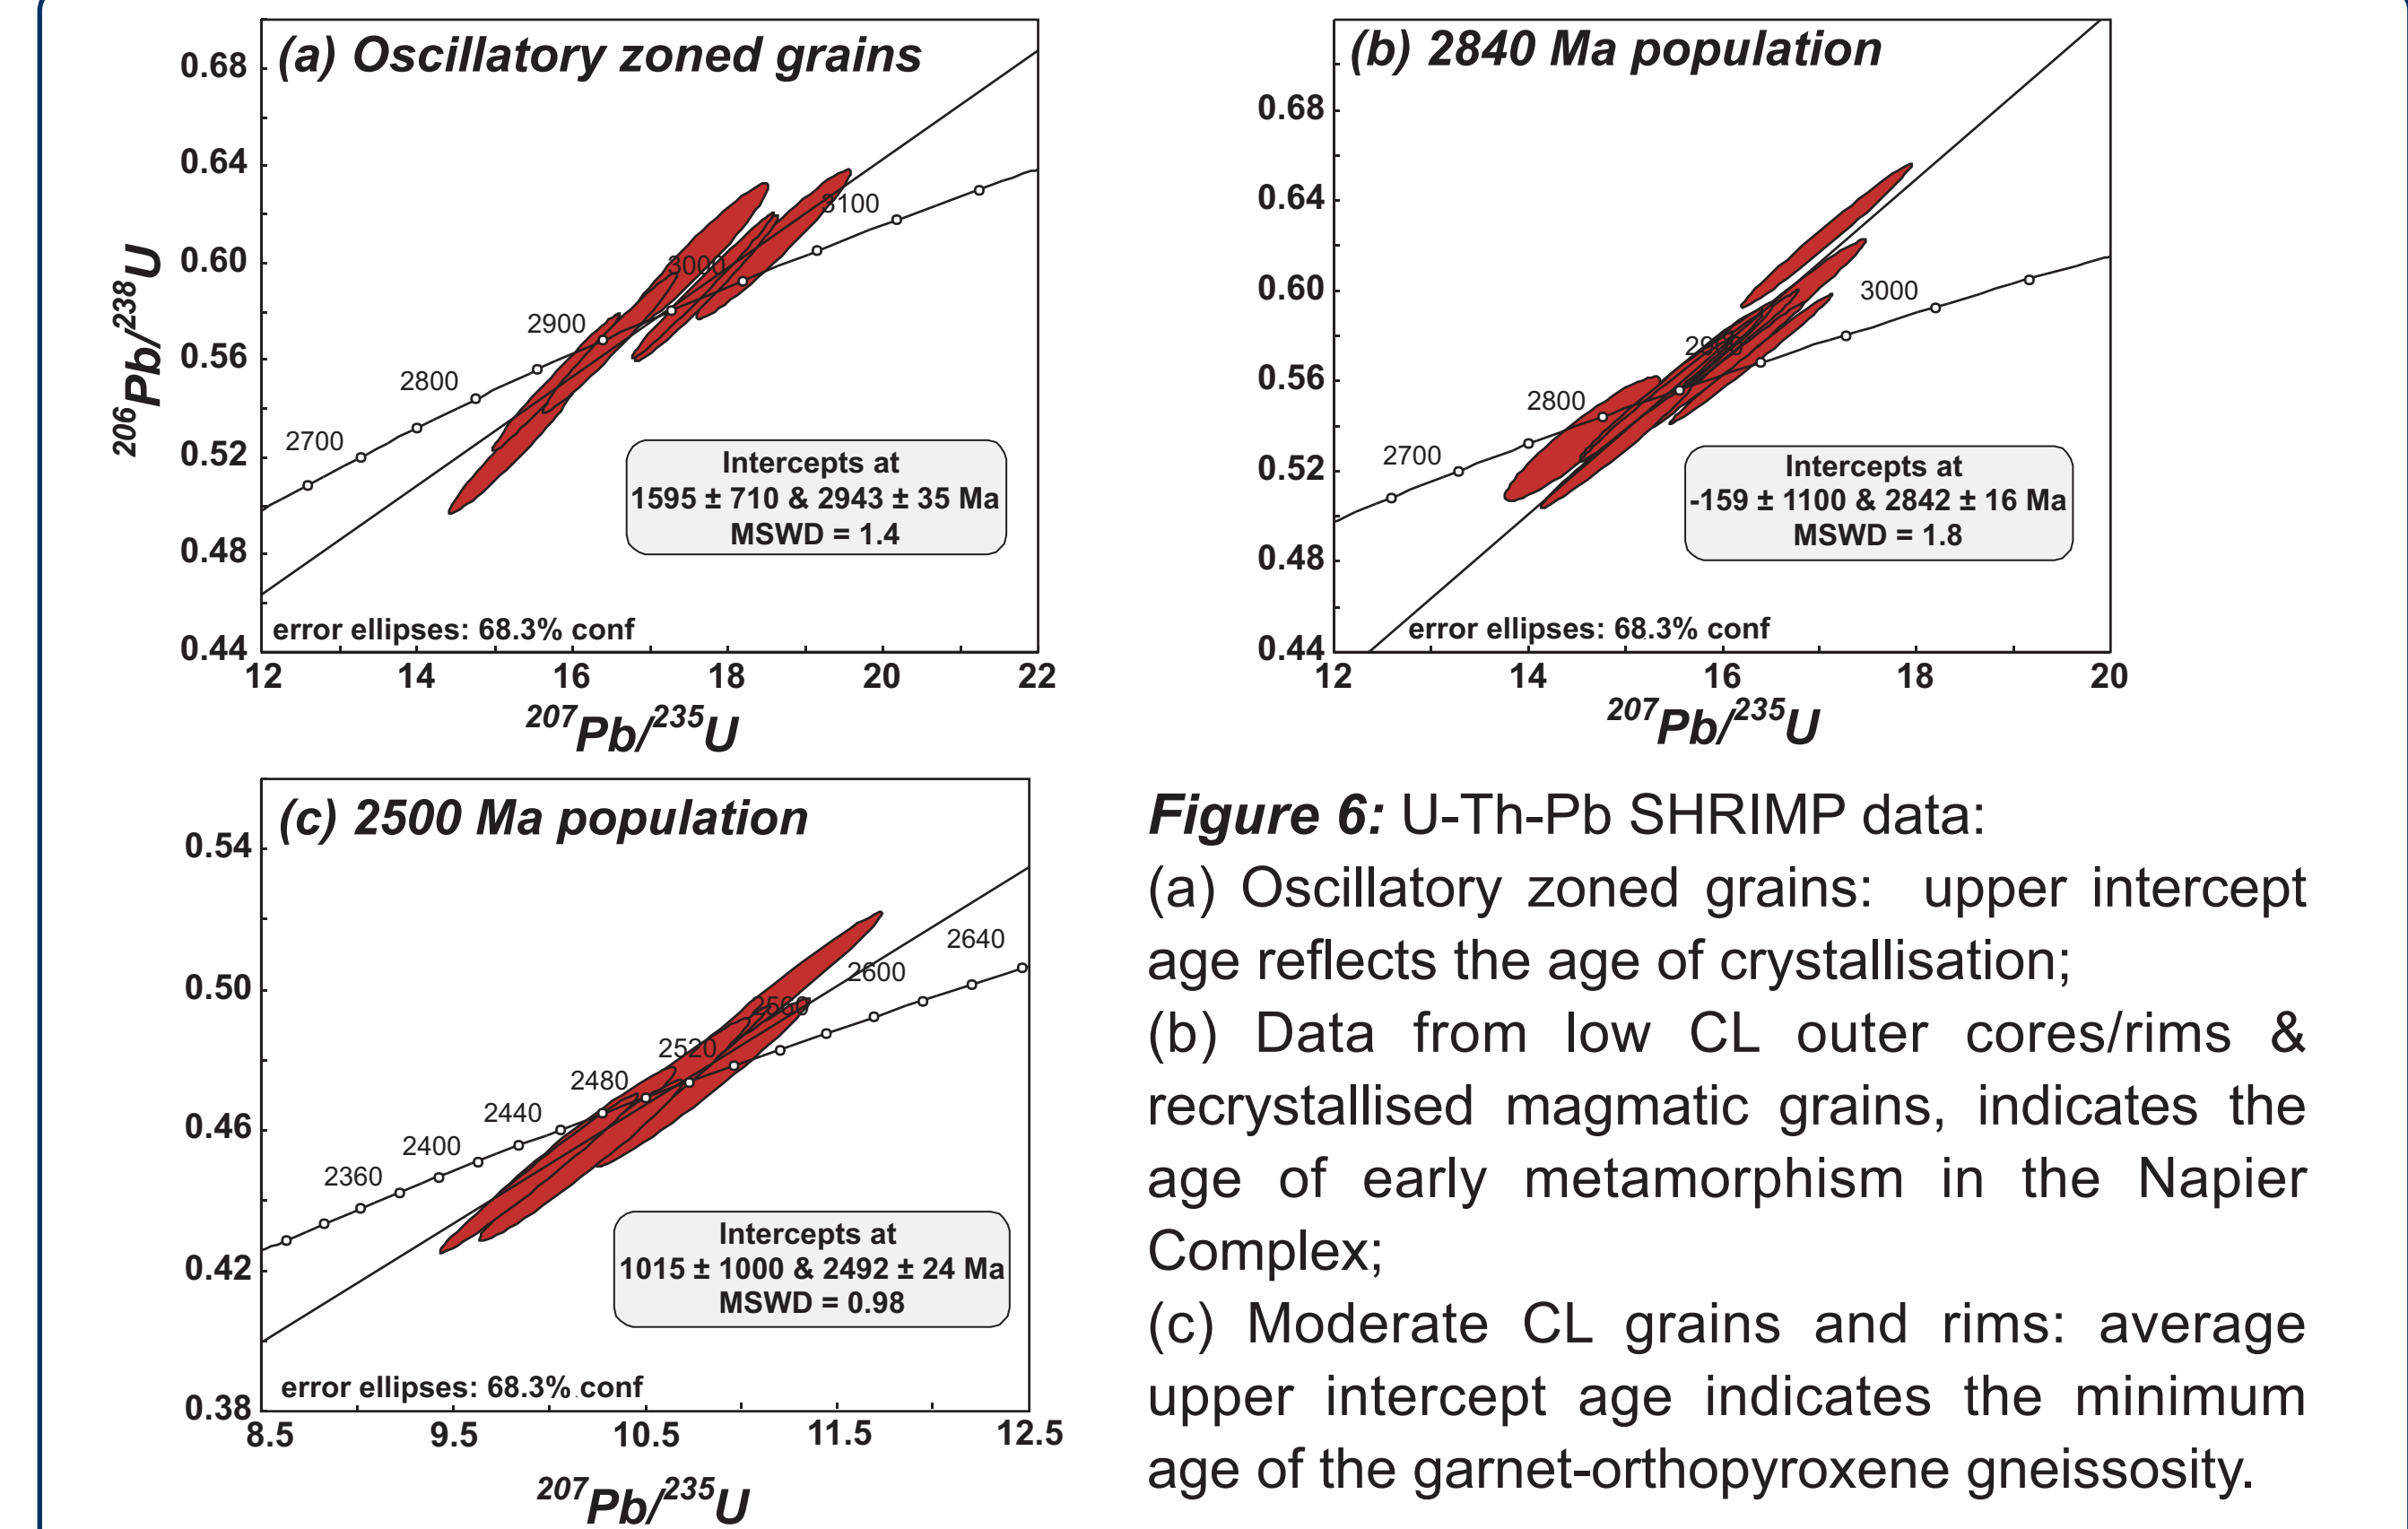 (a) Oscillatory zoned grains
0.68
0.64
0.60
0.56
0.52
0.48
0.44
206Pb/238U
2700
2800
2900
3000
3100
Intercepts at
1595 ± 710 & 2943 ± 35 Ma
MSWD = 1.4
error ellipses: 68.3% conf
12 14 16 18 20 22
207Pb/235U
(b) 2840 Ma population
0.68
0.64
0.60
0.56
0.52
0.48
0.44
2700
2800
2900
3000
Intercepts at
-159 ± 1100 & 2842 ± 16 Ma
MSWD = 1.8
error ellipses: 68.3% conf
12 14 16 18 20
207Pb/235U
(c) 2500 Ma population
0.54
0.50
0.46
0.42
0.38
2360
2400
2440
2480
2520
2560
2600
2640
Intercepts at
1015 ± 1000 & 2492 ± 24 Ma
MSWD = 0.98
error ellipses: 68.3% conf
8.5 9.5 10.5 11.5 12.5
207Pb/235U
Figure 6: U-Th-Pb SHRIMP data:
(a) Oscillatory zoned grains: upper intercept
age reflects the age of crystallisation;
(b) Data from low CL outer cores/rims &
recrystallised magmatic grains, indicates the
age of early metamorphism in the Napier
Complex;
(c) Moderate CL grains and rims: average
upper intercept age indicates the minimum
age of the garnet-orthopyroxene gneissosity.